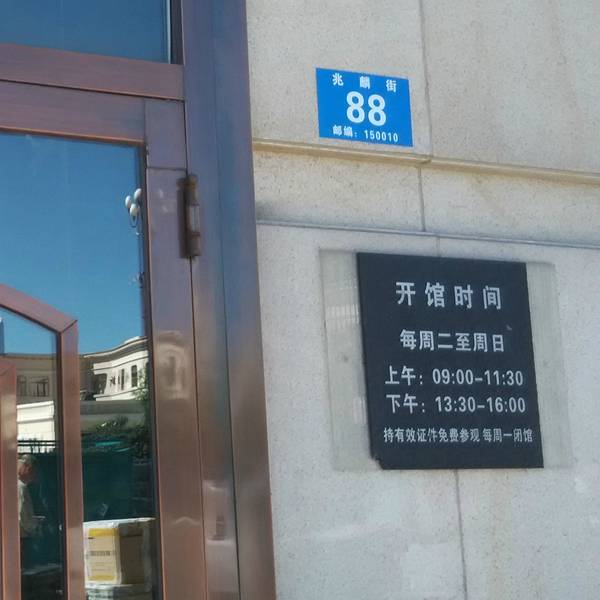 兆麟街
88
邮编：150010
开馆时间
每周二至周日
上午：09:00-11:30
下午：13:30-16:00
持有效证件免费参观 每周一闭馆